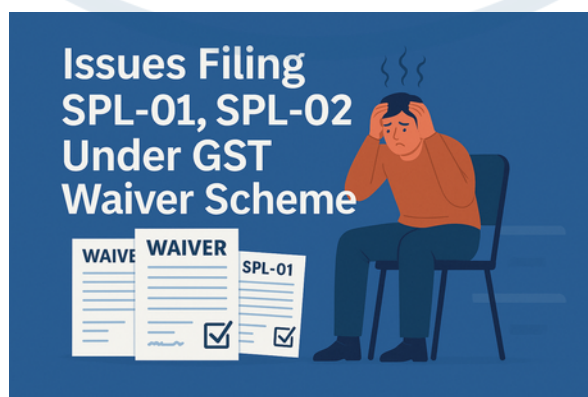 Issues Filing
SPL-01, SPL-02
Under GST
Waiver Scheme
WAIVE
WAIVER
SPL-01